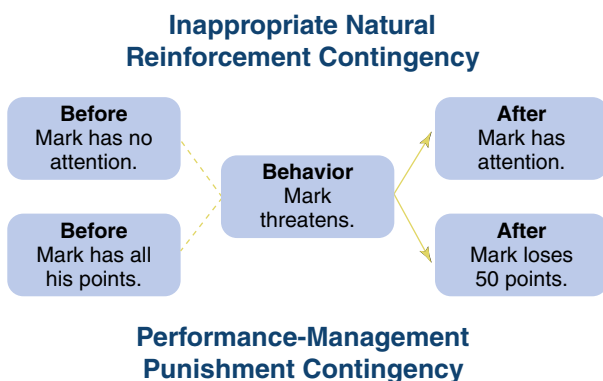 Inappropriate Natural
Reinforcement Contingency
Before
Mark has no
attention.
Before
Mark has all
his points.
Behavior
Mark
threatens.
After
Mark has
attention.
After
Mark loses
50 points.
Performance-Management
Punishment Contingency